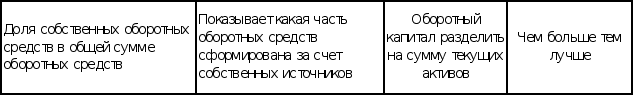 Доля собственных оборотных
средств в общей сумме
оборотных средств
Показывает какая часть
оборотных средств
сформирована за счет
собственных источников
Оборотный
капитал разделить
на сумму текущих
активов
Чем больше тем
лучше